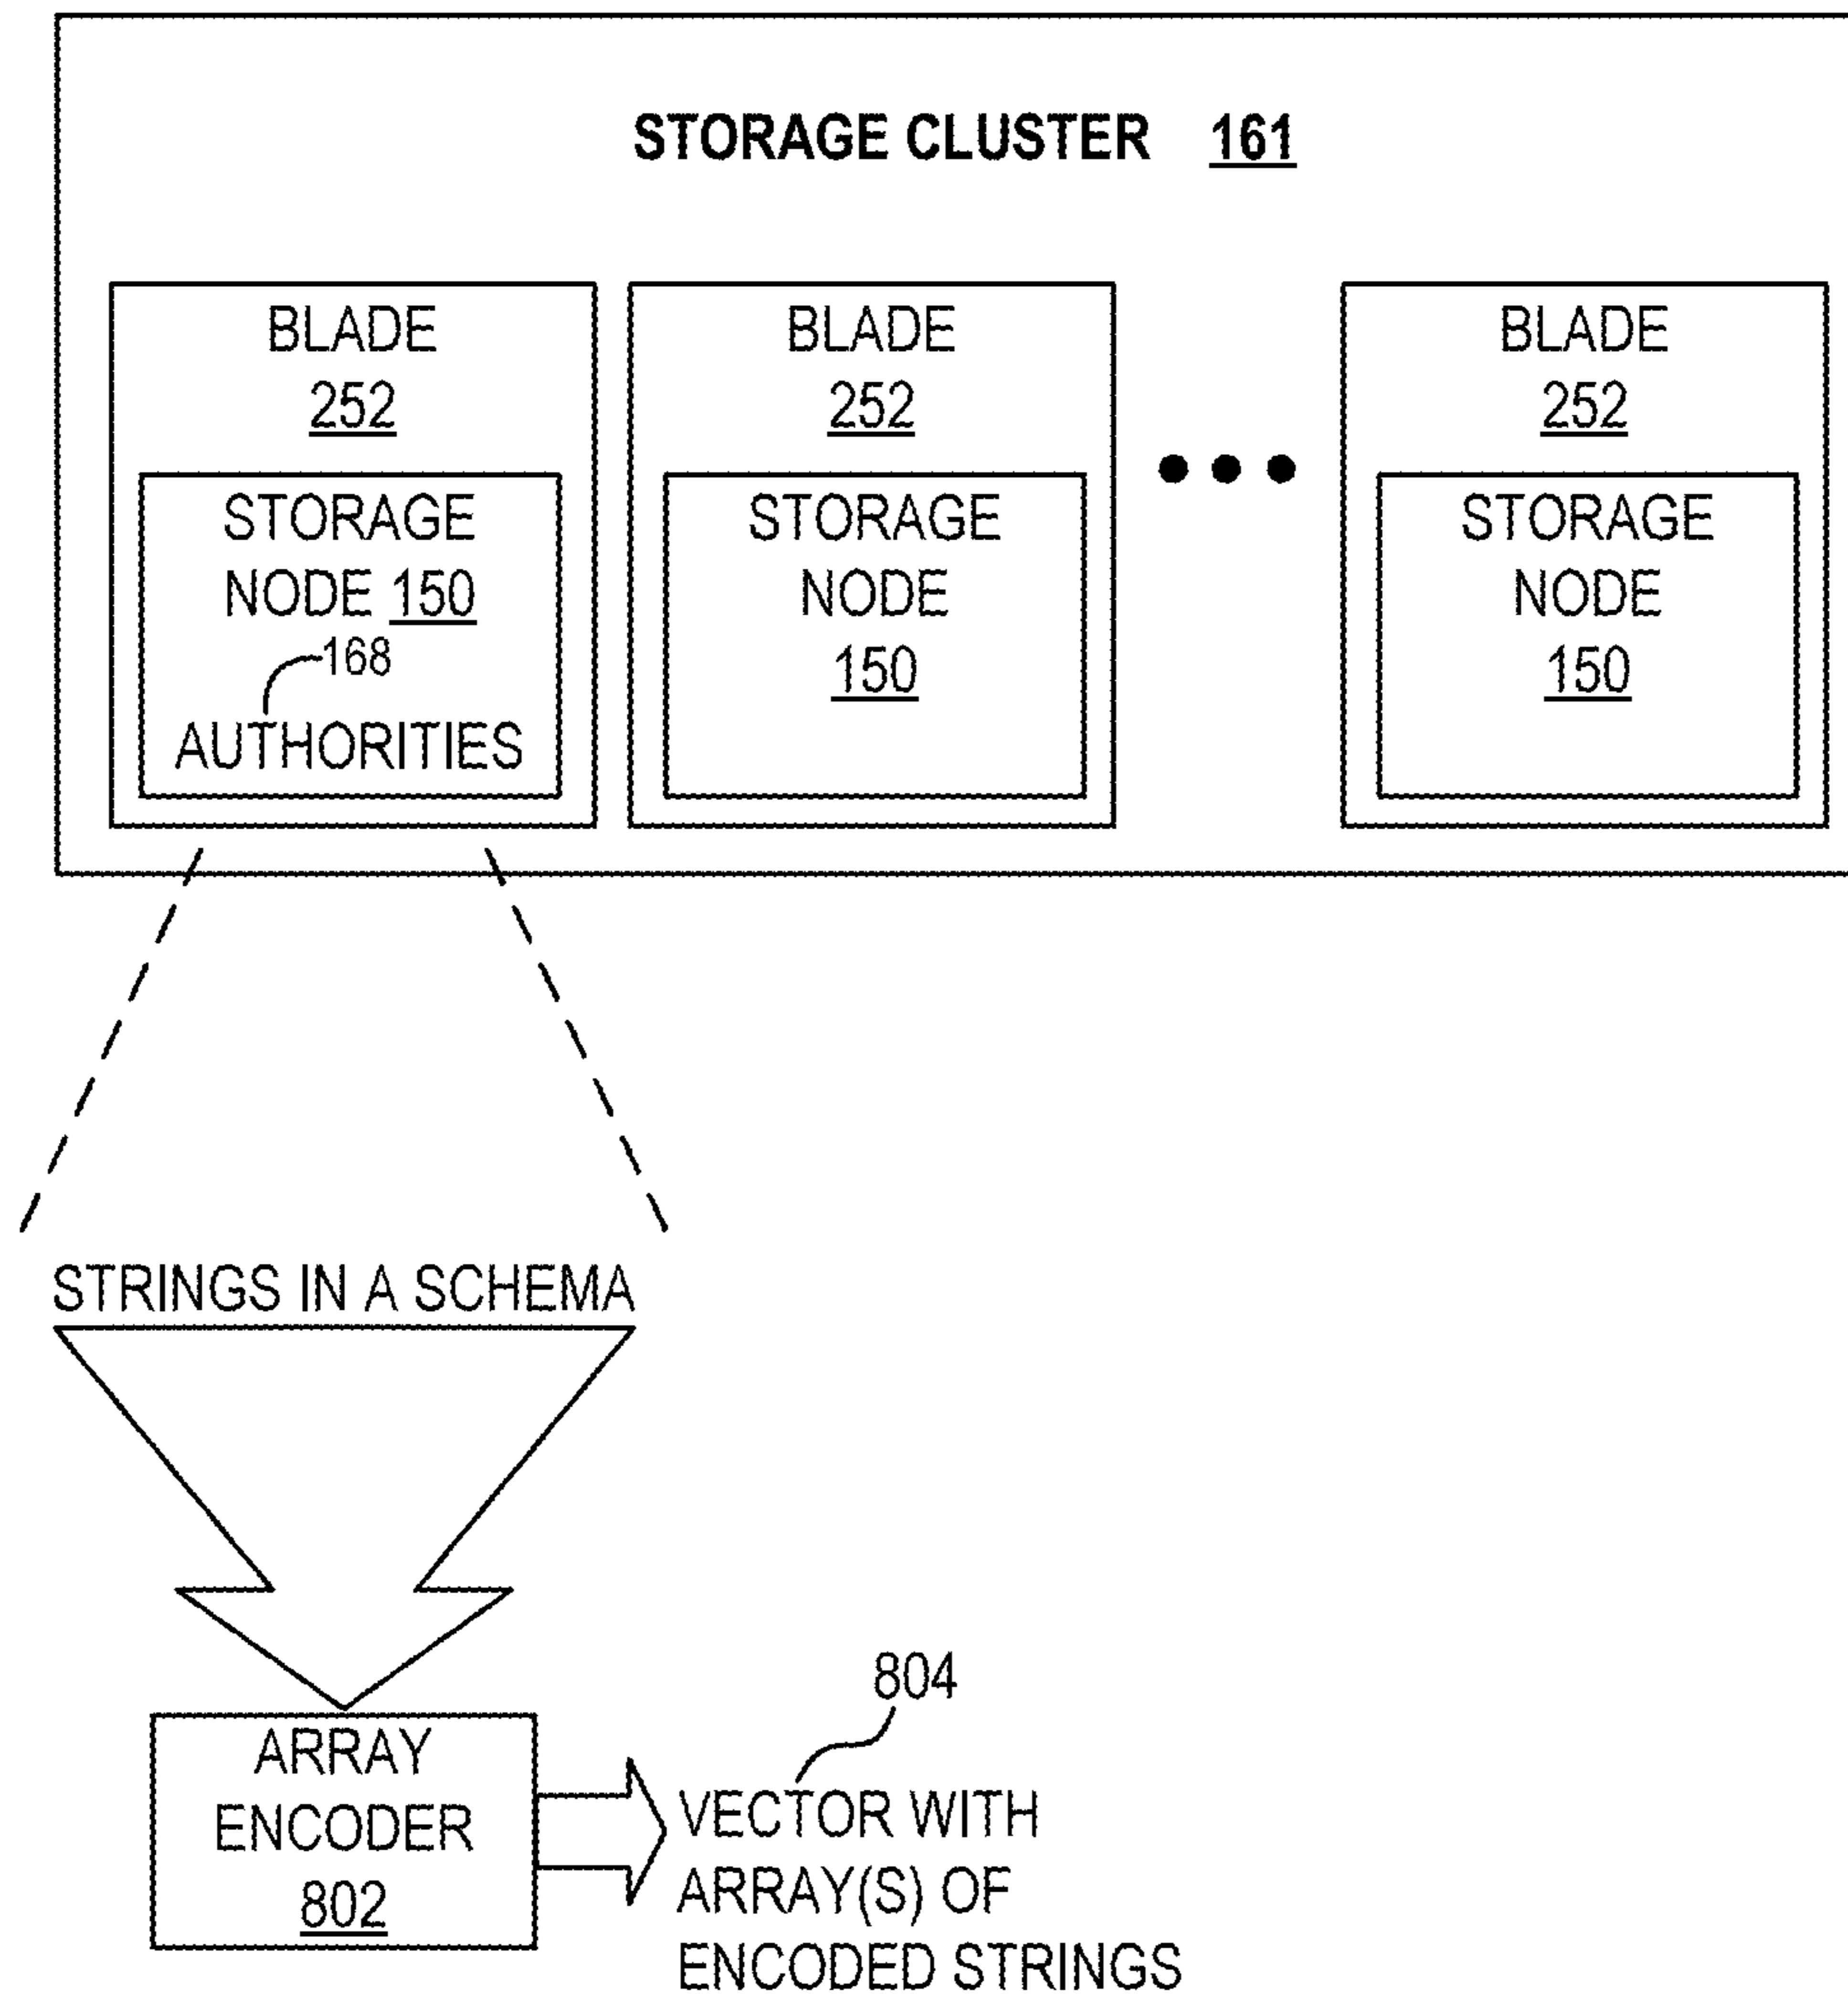 STORAGE CLUSTER 161
BLADE
252
STORAGE
NODE 150
168
AUTHORITIES
BLADE
252
STORAGE
NODE
150
BLADE
252
STORAGE
NODE
150
STRINGS IN A SCHEMA
ARRAY
ENCODER
802
804
VECTOR WITH
ARRAY(S) OF
ENCODED STRINGS